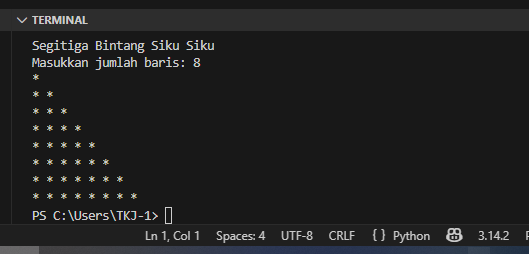 TERMINAL
Segitiga Bintang Siku Siku
Masukkan jumlah baris: 8
*
* *
* * *
* * * *
* * * * *
* * * * * *
* * * * * * *
* * * * * * * *
PS C:\Users\TKJ-1>
Ln 1, Col 1 Spaces: 4 UTF-8 CRLF { } Python 3.14.2